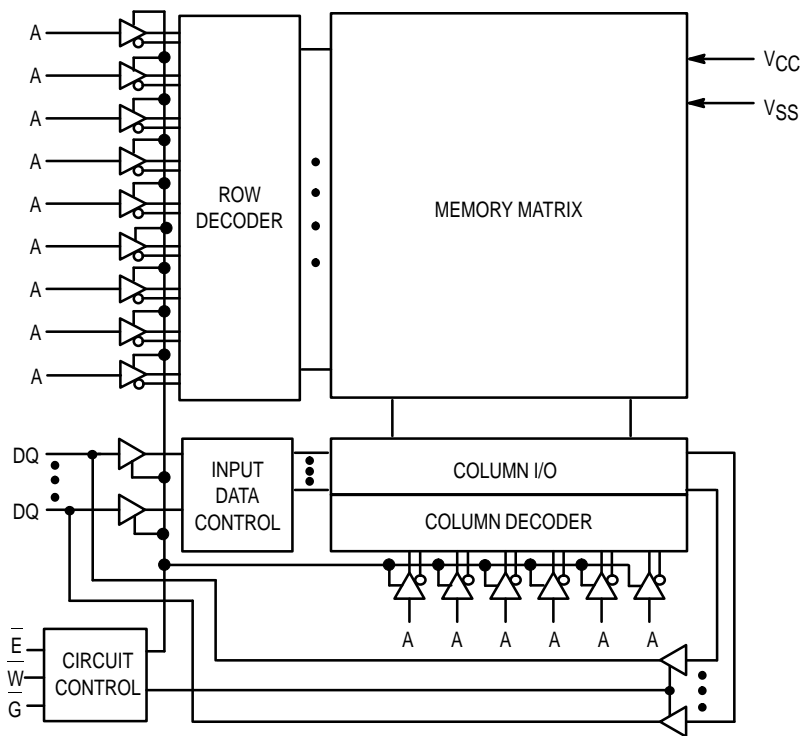 A
A
A
A
A
A
A
A
A
ROW
DECODER
MEMORY MATRIX
VCC
VSS
DQ
DQ
INPUT
DATA
CONTROL
COLUMN I/O
COLUMN DECODER
A A A A A A
E̅
W̅
G̅
CIRCUIT
CONTROL